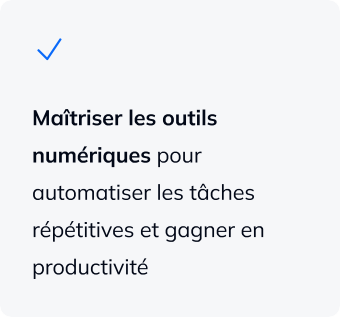 Maîtriser les outils
numériques pour
automatiser les tâches
répétitives et gagner en
productivité